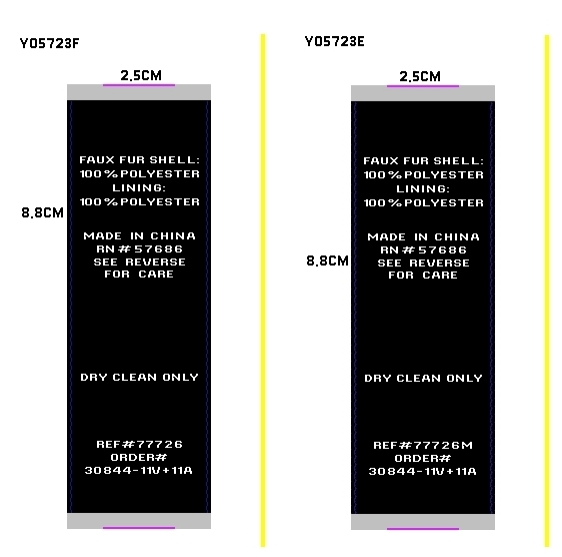 Y05723F
2.5CM
8.8CM
FAUX FUR SHELL:
100%POLYESTER
LINING:
100%POLYESTER
MADE IN CHINA
RN#57686
SEE REVERSE
FOR CARE
DRY CLEAN ONLY
REF#77726
ORDER#
30844-11V+11A
Y05723E
2.5CM
8.8CM
FAUX FUR SHELL:
100%POLYESTER
LINING:
100%POLYESTER
MADE IN CHINA
RN#57686
SEE REVERSE
FOR CARE
DRY CLEAN ONLY
REF#77726M
ORDER#
30844-11V+11A